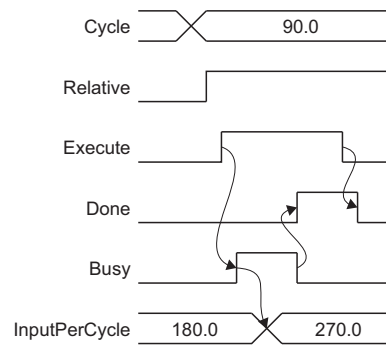 Cycle 90.0
Relative
Execute
Done
Busy
InputPerCycle 180.0 270.0